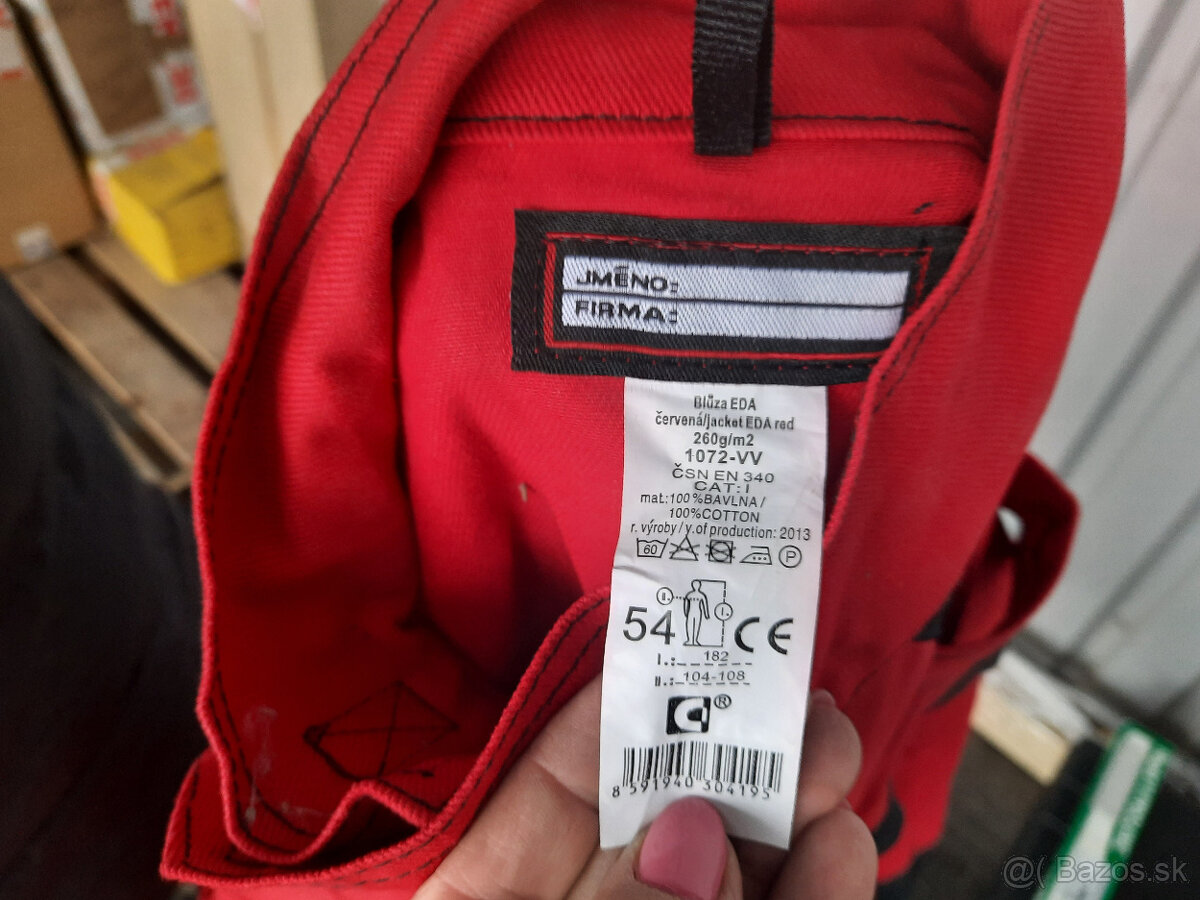 JMÉNO:
FIRMA:
Blůza EDA
červená/jacket EDA red
260g/m2
1072-VV
ČSN EN 340
CAT: I
mat.:100%BAVLNA/
100%COTTON
r. výroby / y. of production: 2013
60 P
II. I.
54 CE
I.: 182
II.: 104-108
C ®
8 591940 304195
@( Bazos.sk